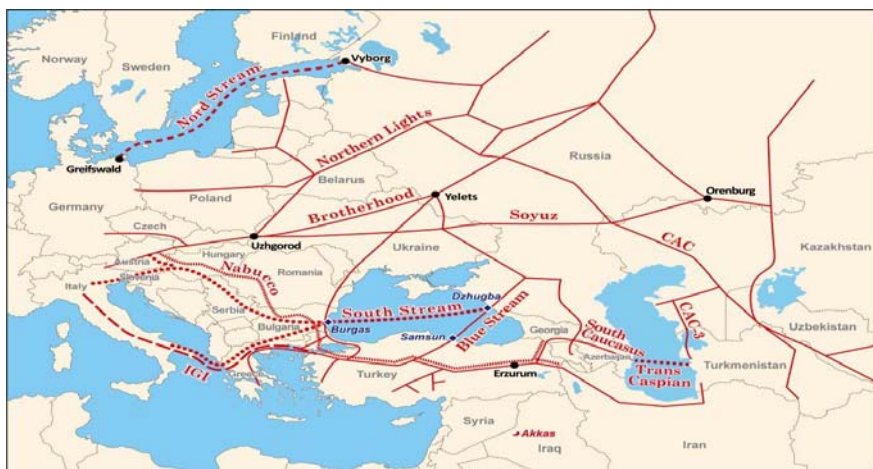 Finland
Norway
Sweden
Vyborg
Nord Stream
Northern Lights
Russia
Greifswald
Belarus
Poland
Yelets
Orenburg
Germany
Brotherhood
Soyuz
Czech
Uzhgorod
CAC
Ukraine
Kazakhstan
Austria
Hungary
Nabucco
Slovenia
Romania
Italy
Dzhugba
South Stream
Serbia
Burgas
Blue Stream
CAC-3
Uzbekistan
Bulgaria
Samsun
Georgia
South
Caucasus
Azerbaijan
Trans
Caspian
Turkmenistan
IGI
Greece
Turkey
Erzurum
Syria
Akkas
Iraq
Iran